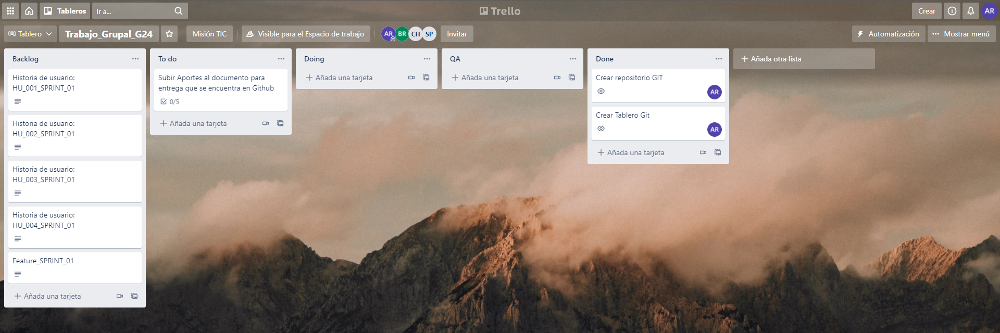 Tableros
Ir a...
Trello
Crear
AR
Tablero
Trabajo_Grupal_G24
Misión TIC
Visible para el Espacio de trabajo
AR BR CH SP
Invitar
Automatización
Mostrar menú
Backlog
Historia de usuario:
HU_001_SPRINT_01
Historia de usuario:
HU_002_SPRINT_01
Historia de usuario:
HU_003_SPRINT_01
Historia de usuario:
HU_004_SPRINT_01
Feature_SPRINT_01
Añada una tarjeta
To do
Subir Aportes al documento para
entrega que se encuentra en Github
0/5
Añada una tarjeta
Doing
Añada una tarjeta
QA
Añada una tarjeta
Done
Crear repositorio GIT
AR
Crear Tablero Git
AR
Añada una tarjeta
Añada otra lista